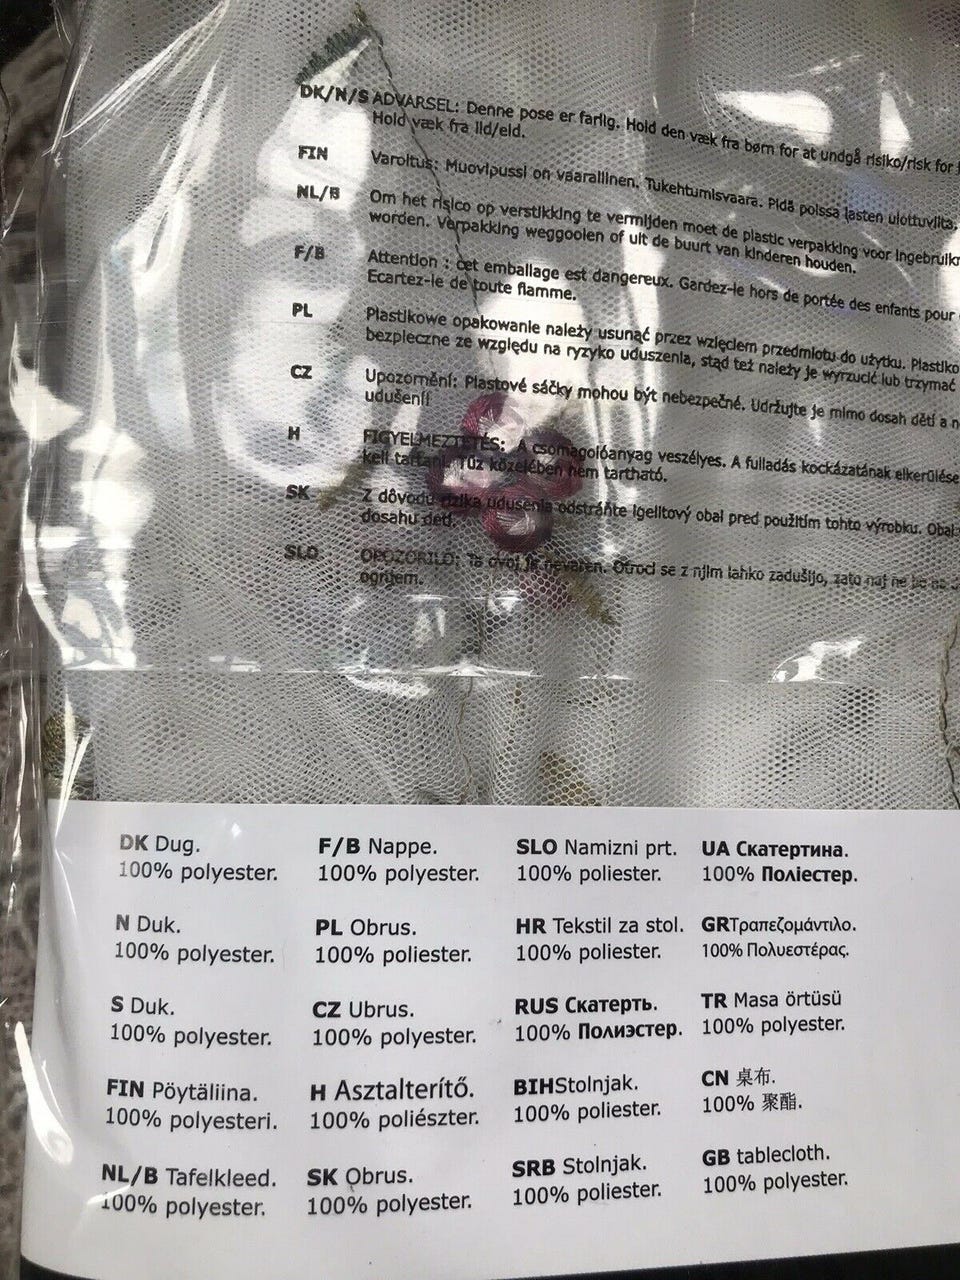 DK/N/S ADVARSEL: Denne pose er farlig. Hold den væk fra børn for at undgå risiko/risk for
Hold væk fra ild/eld.
FIN Varoitus: Muovipussi on vaarallinen. Tukehtumisvaara. Pidä poissa lasten ulottuvilta,
NL/B Om het risico op verstikking te vermijden moet de plastic verpakking voor ingebruikn
worden. Verpakking weggooien of uit de buurt van kinderen houden.
F/B Attention : cet emballage est dangereux. Gardez-le hors de portée des enfants pour
Ecartez-le de toute flamme.
PL Plastikowe opakowanie należy usunąć przez wzięciem przedmiotu do użytku. Plastiko
bezpieczne ze względu na ryzyko uduszenia, stąd też należy je wyrzucić lub trzymać
CZ Upozornění: Plastové sáčky mohou být nebezpečné. Udržujte je mimo dosah dětí a n
udušení!
H FIGYELMEZTETÉS: A csomagolóanyag veszélyes. A fulladás kockázatának elkerülése
kell tartani. Tűz közelében nem tartható.
SK Z dôvodu rizika udusenia odstráňte igelitový obal pred použitím tohto výrobku. Obal
dosahu detí.
SLO OPOZORILO: Ta dvoj je nevaren. Otroci se z njim lahko zadušijo, zato naj ne bo na
ognjem.
DK Dug.
100% polyester.
N Duk.
100% polyester.
S Duk.
100% polyester.
FIN Pöytäliina.
100% polyesteri.
NL/B Tafelkleed.
100% polyester.
F/B Nappe.
100% polyester.
PL Obrus.
100% poliester.
CZ Ubrus.
100% polyester.
H Asztalterítő.
100% poliészter.
SK Obrus.
100% polyester.
SLO Namizni prt.
100% poliester.
HR Tekstil za stol.
100% poliester.
RUS Скатерть.
100% Полиэстер.
BIHStolnjak.
100% poliester.
SRB Stolnjak.
100% poliester.
UA Скатертина.
100% Поліестер.
GRΤραπεζομάντιλο.
100% Πολυεστέρας.
TR Masa örtüsü
100% polyester.
CN 桌布.
100% 聚酯.
GB tablecloth.
100% polyester.